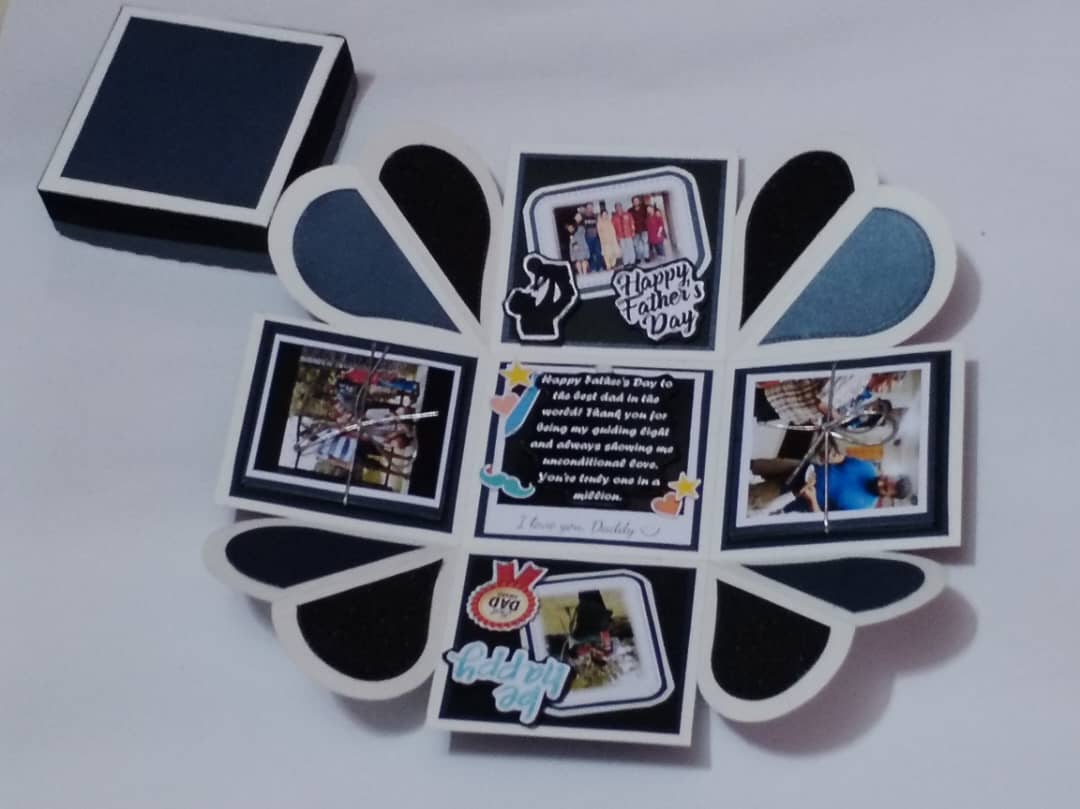 Happy
Father's
Day
Happy Father's Day to
the best dad in the
world! Thank you for
being my guiding light
and always showing me
unconditional love.
You're truly one in a
million.
I love you, Daddy
DAD
be
Happy